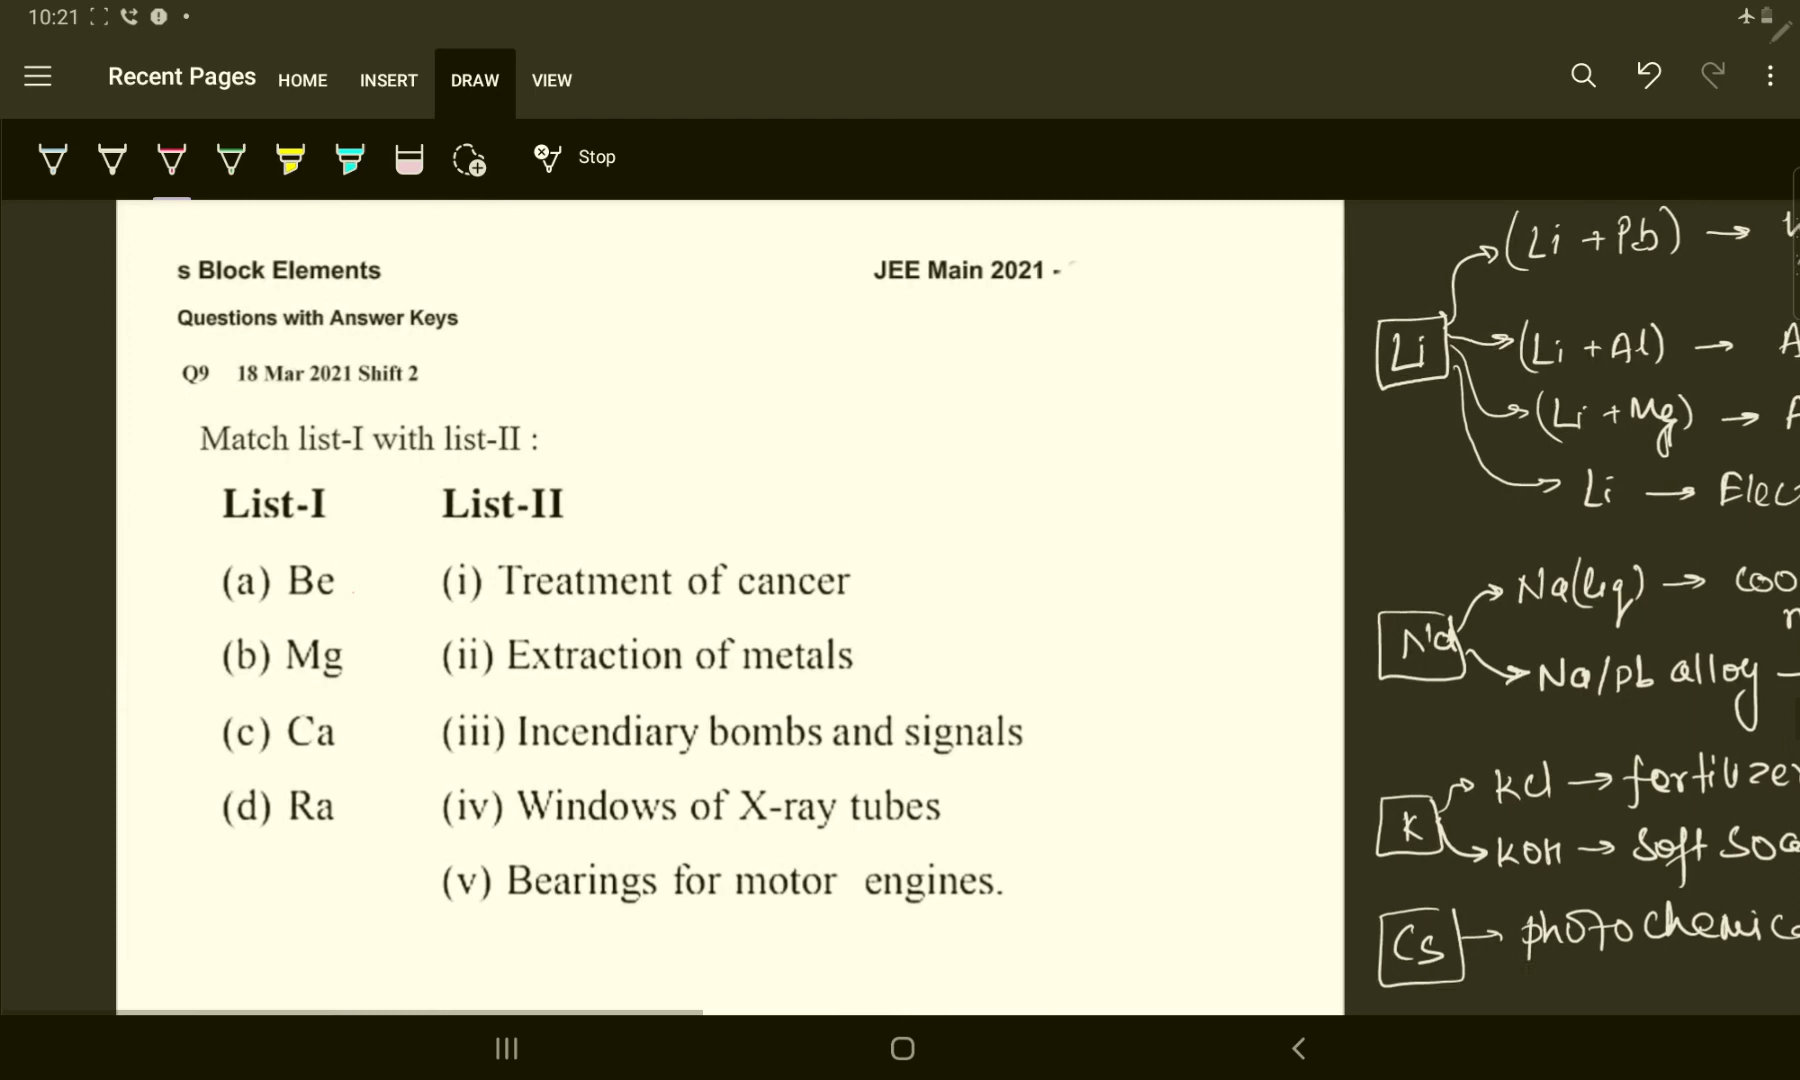 10:21
Recent Pages HOME INSERT DRAW VIEW
Stop
s Block Elements JEE Main 2021 -
Questions with Answer Keys
Q9 18 Mar 2021 Shift 2
Match list-I with list-II :
List-I List-II
(a) Be (i) Treatment of cancer
(b) Mg (ii) Extraction of metals
(c) Ca (iii) Incendiary bombs and signals
(d) Ra (iv) Windows of X-ray tubes
(v) Bearings for motor engines.
(Li + Pb) →
Li
(Li + Al) → A
(Li + Mg) → A
Li → Elec
Na(liq) → coo
Na
Na/pb alloy –
KCl → fertilizer
K
KOH → Soft Soa
Cs → photochemica